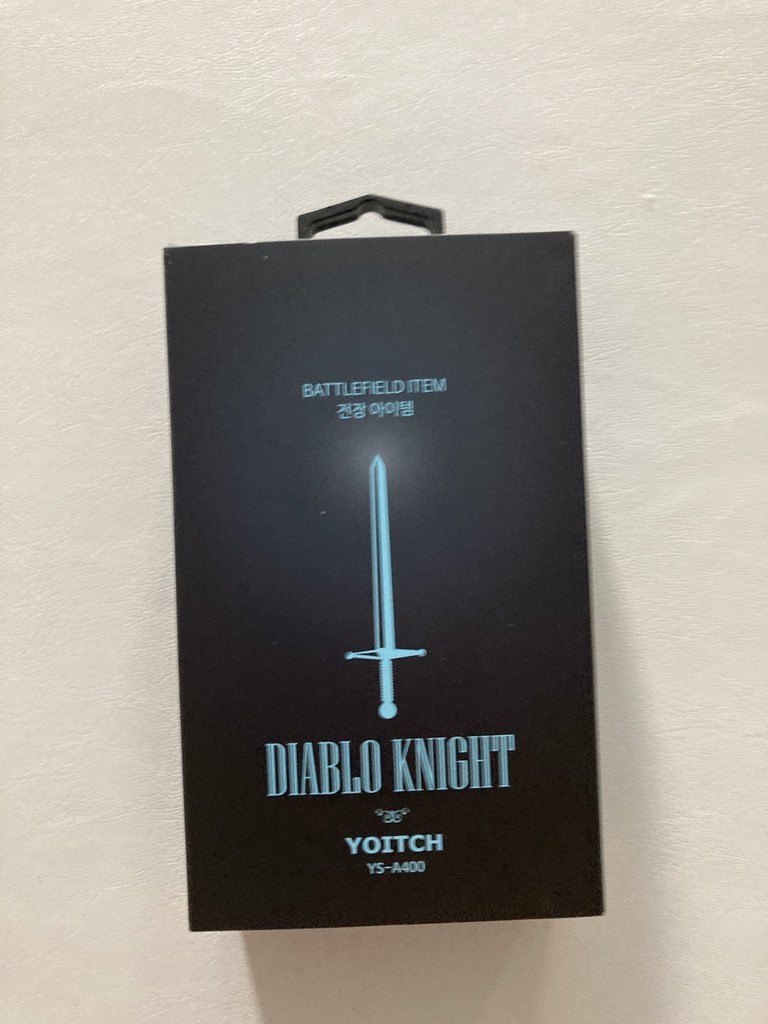 BATTLEFIELD ITEM
전장 아이템
DIABLO KNIGHT
YOITCH
YS-A400